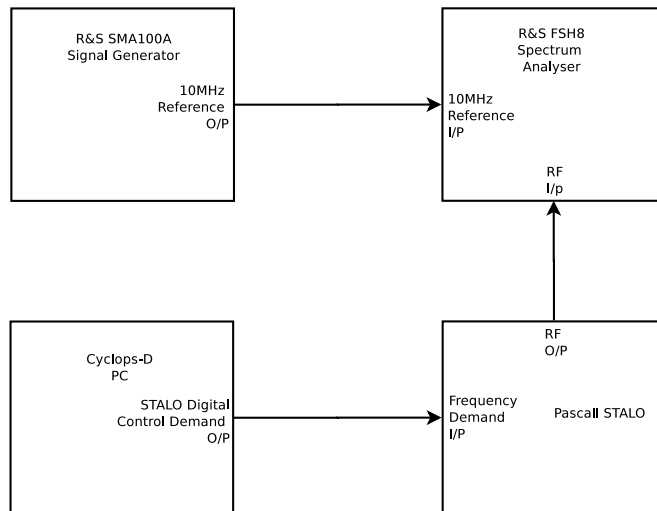 R&S SMA100A
Signal Generator
10MHz
Reference
O/P
R&S FSH8
Spectrum
Analyser
10MHz
Reference
I/P
RF
I/p
Cyclops-D
PC
STALO Digital
Control Demand
O/P
RF
O/P
Frequency
Demand
I/P
Pascall STALO